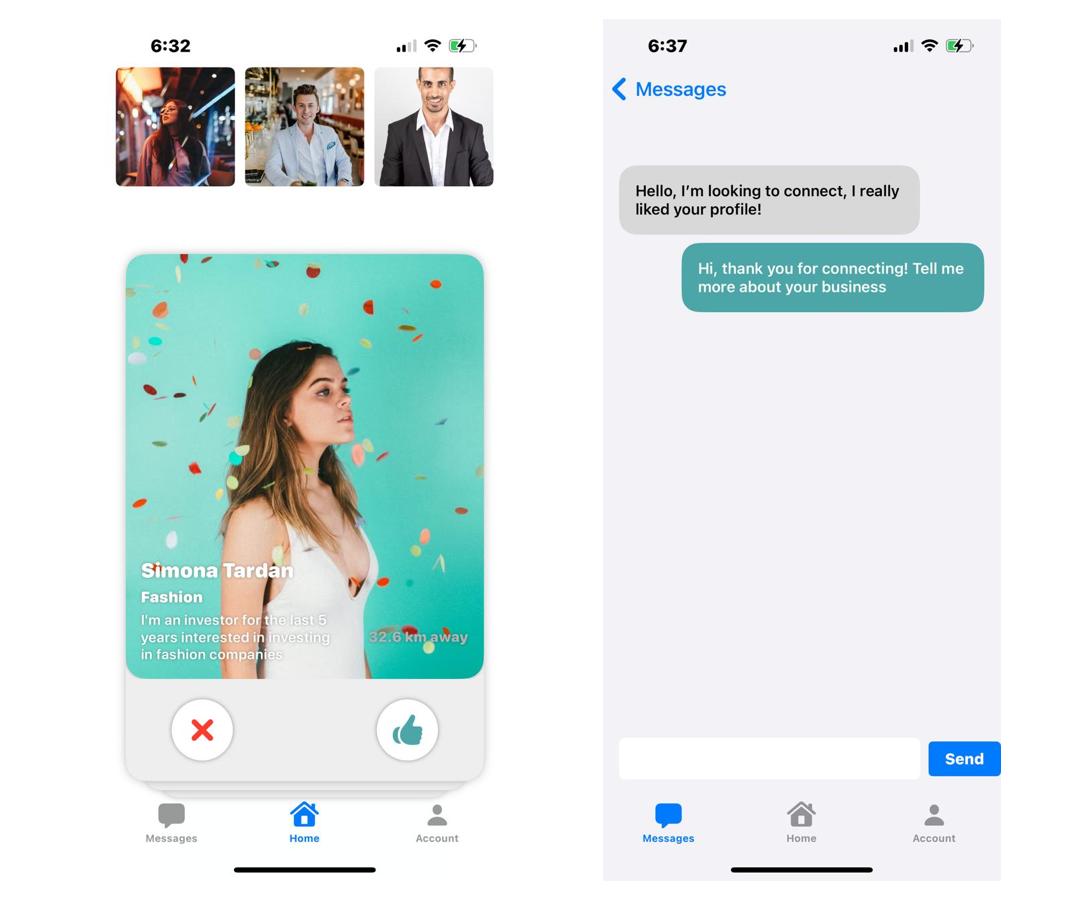 6:32
Simona Tardan
Fashion
I'm an investor for the last 5
years interested in investing
in fashion companies
32.6 km away
Messages
Home
Account
6:37
Messages
Hello, I’m looking to connect, I really
liked your profile!
Hi, thank you for connecting! Tell me
more about your business
Send
Messages
Home
Account